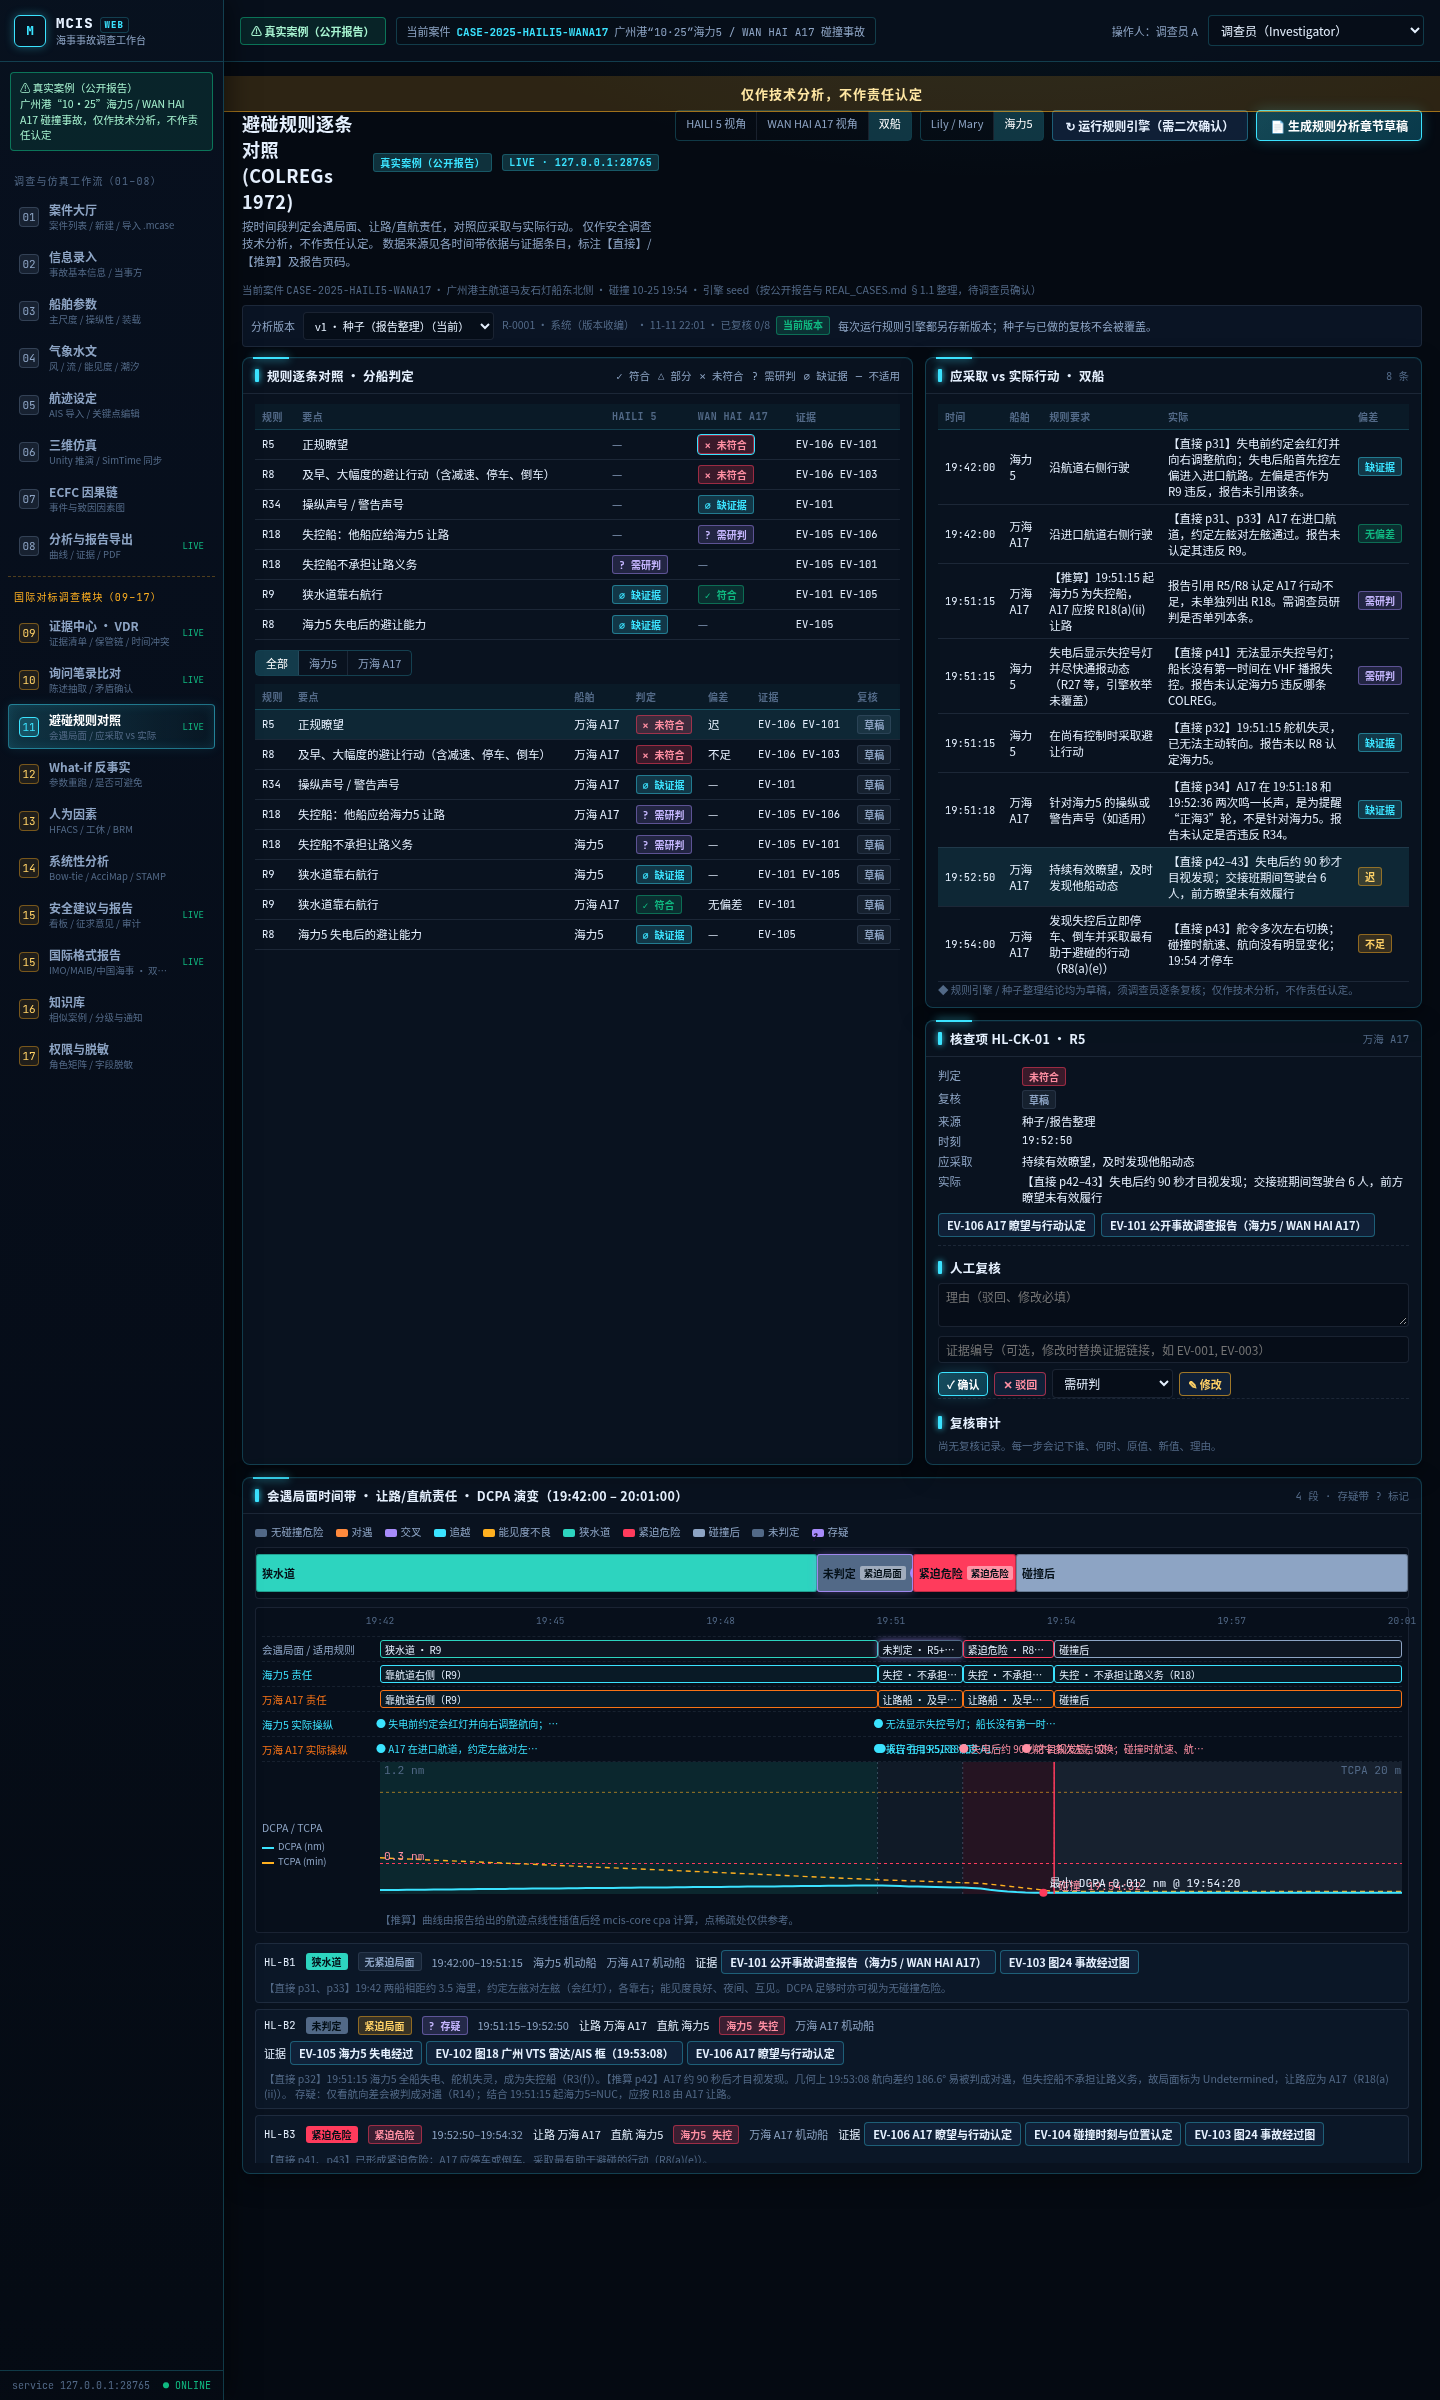 M
MCIS WEB
海事事故调查工作台
⚠ 真实案例（公开报告）
当前案件 CASE-2025-HAILI5-WANA17 广州港“10·25”海力5 / WAN HAI A17 碰撞事故
操作人：调查员 A
调查员（Investigator）
⚠ 真实案例（公开报告）
广州港“10·25”海力5 / WAN HAI
A17 碰撞事故，仅作技术分析，不作责
任认定
仅作技术分析，不作责任认定
调查与仿真工作流（01–08）
01 案件大厅
案件列表 / 新建 / 导入 .mcase
02 信息录入
事故基本信息 / 当事方
03 船舶参数
主尺度 / 操纵性 / 装载
04 气象水文
风 / 流 / 能见度 / 潮汐
05 航迹设定
AIS 导入 / 关键点编辑
06 三维仿真
Unity 推演 / SimTime 同步
07 ECFC 因果链
事件与致因因素图
08 分析与报告导出 LIVE
曲线 / 证据 / PDF
国际对标调查模块（09–17）
09 证据中心 · VDR LIVE
证据清单 / 保管链 / 时间冲突
10 询问笔录比对 LIVE
陈述抽取 / 矛盾确认
11 避碰规则对照 LIVE
会遇局面 / 应采取 vs 实际
12 What-if 反事实
参数重跑 / 是否可避免
13 人为因素
HFACS / 工休 / BRM
14 系统性分析
Bow-tie / AcciMap / STAMP
15 安全建议与报告 LIVE
看板 / 征求意见 / 审计
15 国际格式报告 LIVE
IMO/MAIB/中国海事 · 双…
16 知识库
相似案例 / 分级与通知
17 权限与脱敏
角色矩阵 / 字段脱敏
service 127.0.0.1:28765 ● ONLINE
避碰规则逐条
对照
(COLREGs
1972)
真实案例（公开报告） LIVE · 127.0.0.1:28765
HAILI 5 视角 WAN HAI A17 视角 双船 Lily / Mary 海力5 ↻ 运行规则引擎（需二次确认） 📄 生成规则分析章节草稿
按时间段判定会遇局面、让路/直航责任，对照应采取与实际行动。 仅作安全调查
技术分析，不作责任认定。 数据来源见各时间带依据与证据条目，标注【直接】/
【推算】及报告页码。
当前案件 CASE-2025-HAILI5-WANA17 · 广州港主航道马友石灯船东北侧 · 碰撞 10-25 19:54 · 引擎 seed（按公开报告与 REAL_CASES.md §1.1 整理，待调查员确认）
分析版本 v1 · 种子（报告整理）（当前） R-0001 · 系统（版本收编） · 11-11 22:01 · 已复核 0/8 当前版本 每次运行规则引擎都另存新版本；种子与已做的复核不会被覆盖。
规则逐条对照 · 分船判定 ✓ 符合 △ 部分 × 未符合 ? 需研判 ∅ 缺证据 — 不适用
规则 要点 HAILI 5 WAN HAI A17 证据
R5 正规瞭望 — × 未符合 EV-106 EV-101
R8 及早、大幅度的避让行动（含减速、停车、倒车） — × 未符合 EV-106 EV-103
R34 操纵声号 / 警告声号 — ∅ 缺证据 EV-101
R18 失控船：他船应给海力5 让路 — ? 需研判 EV-105 EV-106
R18 失控船不承担让路义务 ? 需研判 — EV-105 EV-101
R9 狭水道靠右航行 ∅ 缺证据 ✓ 符合 EV-101 EV-105
R8 海力5 失电后的避让能力 ∅ 缺证据 — EV-105
全部 海力5 万海 A17
规则 要点 船舶 判定 偏差 证据 复核
R5 正规瞭望 万海 A17 × 未符合 迟 EV-106 EV-101 草稿
R8 及早、大幅度的避让行动（含减速、停车、倒车） 万海 A17 × 未符合 不足 EV-106 EV-103 草稿
R34 操纵声号 / 警告声号 万海 A17 ∅ 缺证据 — EV-101 草稿
R18 失控船：他船应给海力5 让路 万海 A17 ? 需研判 — EV-105 EV-106 草稿
R18 失控船不承担让路义务 海力5 ? 需研判 — EV-105 EV-101 草稿
R9 狭水道靠右航行 海力5 ∅ 缺证据 — EV-101 EV-105 草稿
R9 狭水道靠右航行 万海 A17 ✓ 符合 无偏差 EV-101 草稿
R8 海力5 失电后的避让能力 海力5 ∅ 缺证据 — EV-105 草稿
应采取 vs 实际行动 · 双船 8 条
时间 船舶 规则要求 实际 偏差
19:42:00 海力5 沿航道右侧行驶 【直接 p31】失电前约定会红灯并向右调整航向；失电后船首先控左偏进入进口航路。左偏是否作为 R9 违反，报告未引用该条。 缺证据
19:42:00 万海 A17 沿进口航道右侧行驶 【直接 p31、p33】A17 在进口航道，约定左舷对左舷通过。报告未认定其违反 R9。 无偏差
19:51:15 万海 A17 【推算】19:51:15 起海力5 为失控船，A17 应按 R18(a)(ii) 让路 报告引用 R5/R8 认定 A17 行动不足，未单独列出 R18。需调查员研判是否单列本条。 需研判
19:51:15 海力5 失电后显示失控号灯并尽快通报动态（R27 等，引擎枚举未覆盖） 【直接 p41】无法显示失控号灯；船长没有第一时间在 VHF 播报失控。报告未认定海力5 违反哪条 COLREG。 需研判
19:51:15 海力5 在尚有控制时采取避让行动 【直接 p32】19:51:15 舵机失灵，已无法主动转向。报告未以 R8 认定海力5。 缺证据
19:51:18 万海 A17 针对海力5 的操纵或警告声号（如适用） 【直接 p34】A17 在 19:51:18 和 19:52:36 两次鸣一长声，是为提醒“正海3”轮，不是针对海力5。报告未认定是否违反 R34。 缺证据
19:52:50 万海 A17 持续有效瞭望，及时发现他船动态 【直接 p42–43】失电后约 90 秒才目视发现；交接班期间驾驶台 6 人，前方瞭望未有效履行 迟
19:54:00 万海 A17 发现失控后立即停车、倒车并采取最有助于避碰的行动（R8(a)(e)） 【直接 p43】舵令多次左右切换；碰撞时航速、航向没有明显变化；19:54 才停车 不足
◆ 规则引擎 / 种子整理结论均为草稿，须调查员逐条复核；仅作技术分析，不作责任认定。
核查项 HL-CK-01 · R5 万海 A17
判定 未符合
复核 草稿
来源 种子/报告整理
时刻 19:52:50
应采取 持续有效瞭望，及时发现他船动态
实际 【直接 p42–43】失电后约 90 秒才目视发现；交接班期间驾驶台 6 人，前方
瞭望未有效履行
EV-106 A17 瞭望与行动认定 EV-101 公开事故调查报告（海力5 / WAN HAI A17）
人工复核
理由（驳回、修改必填）
证据编号（可选，修改时替换证据链接，如 EV-001, EV-003）
✓ 确认 × 驳回 需研判 ✎ 修改
复核审计
尚无复核记录。每一步会记下谁、何时、原值、新值、理由。
会遇局面时间带 · 让路/直航责任 · DCPA 演变（19:42:00 – 20:01:00） 4 段 · 存疑带 ? 标记
无碰撞危险 对遇 交叉 追越 能见度不良 狭水道 紧迫危险 碰撞后 未判定 存疑
狭水道 未判定 紧迫局面 紧迫危险 紧迫危险 碰撞后
19:42 19:45 19:48 19:51 19:54 19:57 20:01
会遇局面 / 适用规则 狭水道 · R9 未判定 · R5+… 紧迫危险 · R8… 碰撞后
海力5 责任 靠航道右侧（R9） 失控 · 不承担… 失控 · 不承担… 失控 · 不承担让路义务（R18）
万海 A17 责任 靠航道右侧（R9） 让路船 · 及早… 让路船 · 及早… 碰撞后
海力5 实际操纵 失电前约定会红灯并向右调整航向；… 无法显示失控号灯；船长没有第一时…
万海 A17 实际操纵 A17 在进口航道，约定左舷对左… 碰撞时航速、航…
1.2 nm TCPA 20 m
0.3 nm
DCPA / TCPA
DCPA (nm)
TCPA (min)
最小 DCPA 0.012 nm @ 19:54:20
【推算】曲线由报告给出的航迹点线性插值后经 mcis-core cpa 计算，点稀疏处仅供参考。
HL-B1 狭水道 无紧迫局面 19:42:00–19:51:15 海力5 机动船 万海 A17 机动船 证据 EV-101 公开事故调查报告（海力5 / WAN HAI A17） EV-103 图24 事故经过图
【直接 p31、p33】19:42 两船相距约 3.5 海里，约定左舷对左舷（会红灯），各靠右；能见度良好、夜间、互见。DCPA 足够时亦可视为无碰撞危险。
HL-B2 未判定 紧迫局面 ? 存疑 19:51:15–19:52:50 让路 万海 A17 直航 海力5 海力5 失控 万海 A17 机动船
证据 EV-105 海力5 失电经过 EV-102 图18 广州 VTS 雷达/AIS 框（19:53:08） EV-106 A17 瞭望与行动认定
【直接 p32】19:51:15 海力5 全船失电、舵机失灵，成为失控船（R3(f)）。【推算 p42】A17 约 90 秒后才目视发现。几何上 19:53:08 航向差约 186.6° 易被判成对遇，但失控船不承担让路义务，故局面标为 Undetermined，让路应为 A17（R18(a)
(ii)）。 存疑：仅看航向差会被判成对遇（R14）；结合 19:51:15 起海力5=NUC，应按 R18 由 A17 让路。
HL-B3 紧迫危险 紧迫危险 19:52:50–19:54:32 让路 万海 A17 直航 海力5 海力5 失控 万海 A17 机动船 证据 EV-106 A17 瞭望与行动认定 EV-104 碰撞时刻与位置认定 EV-103 图24 事故经过图
【直接 p41、p43】已形成紧迫危险；A17 应停车或倒车、采取最有助于避碰的行动（R8(a)(e)）。